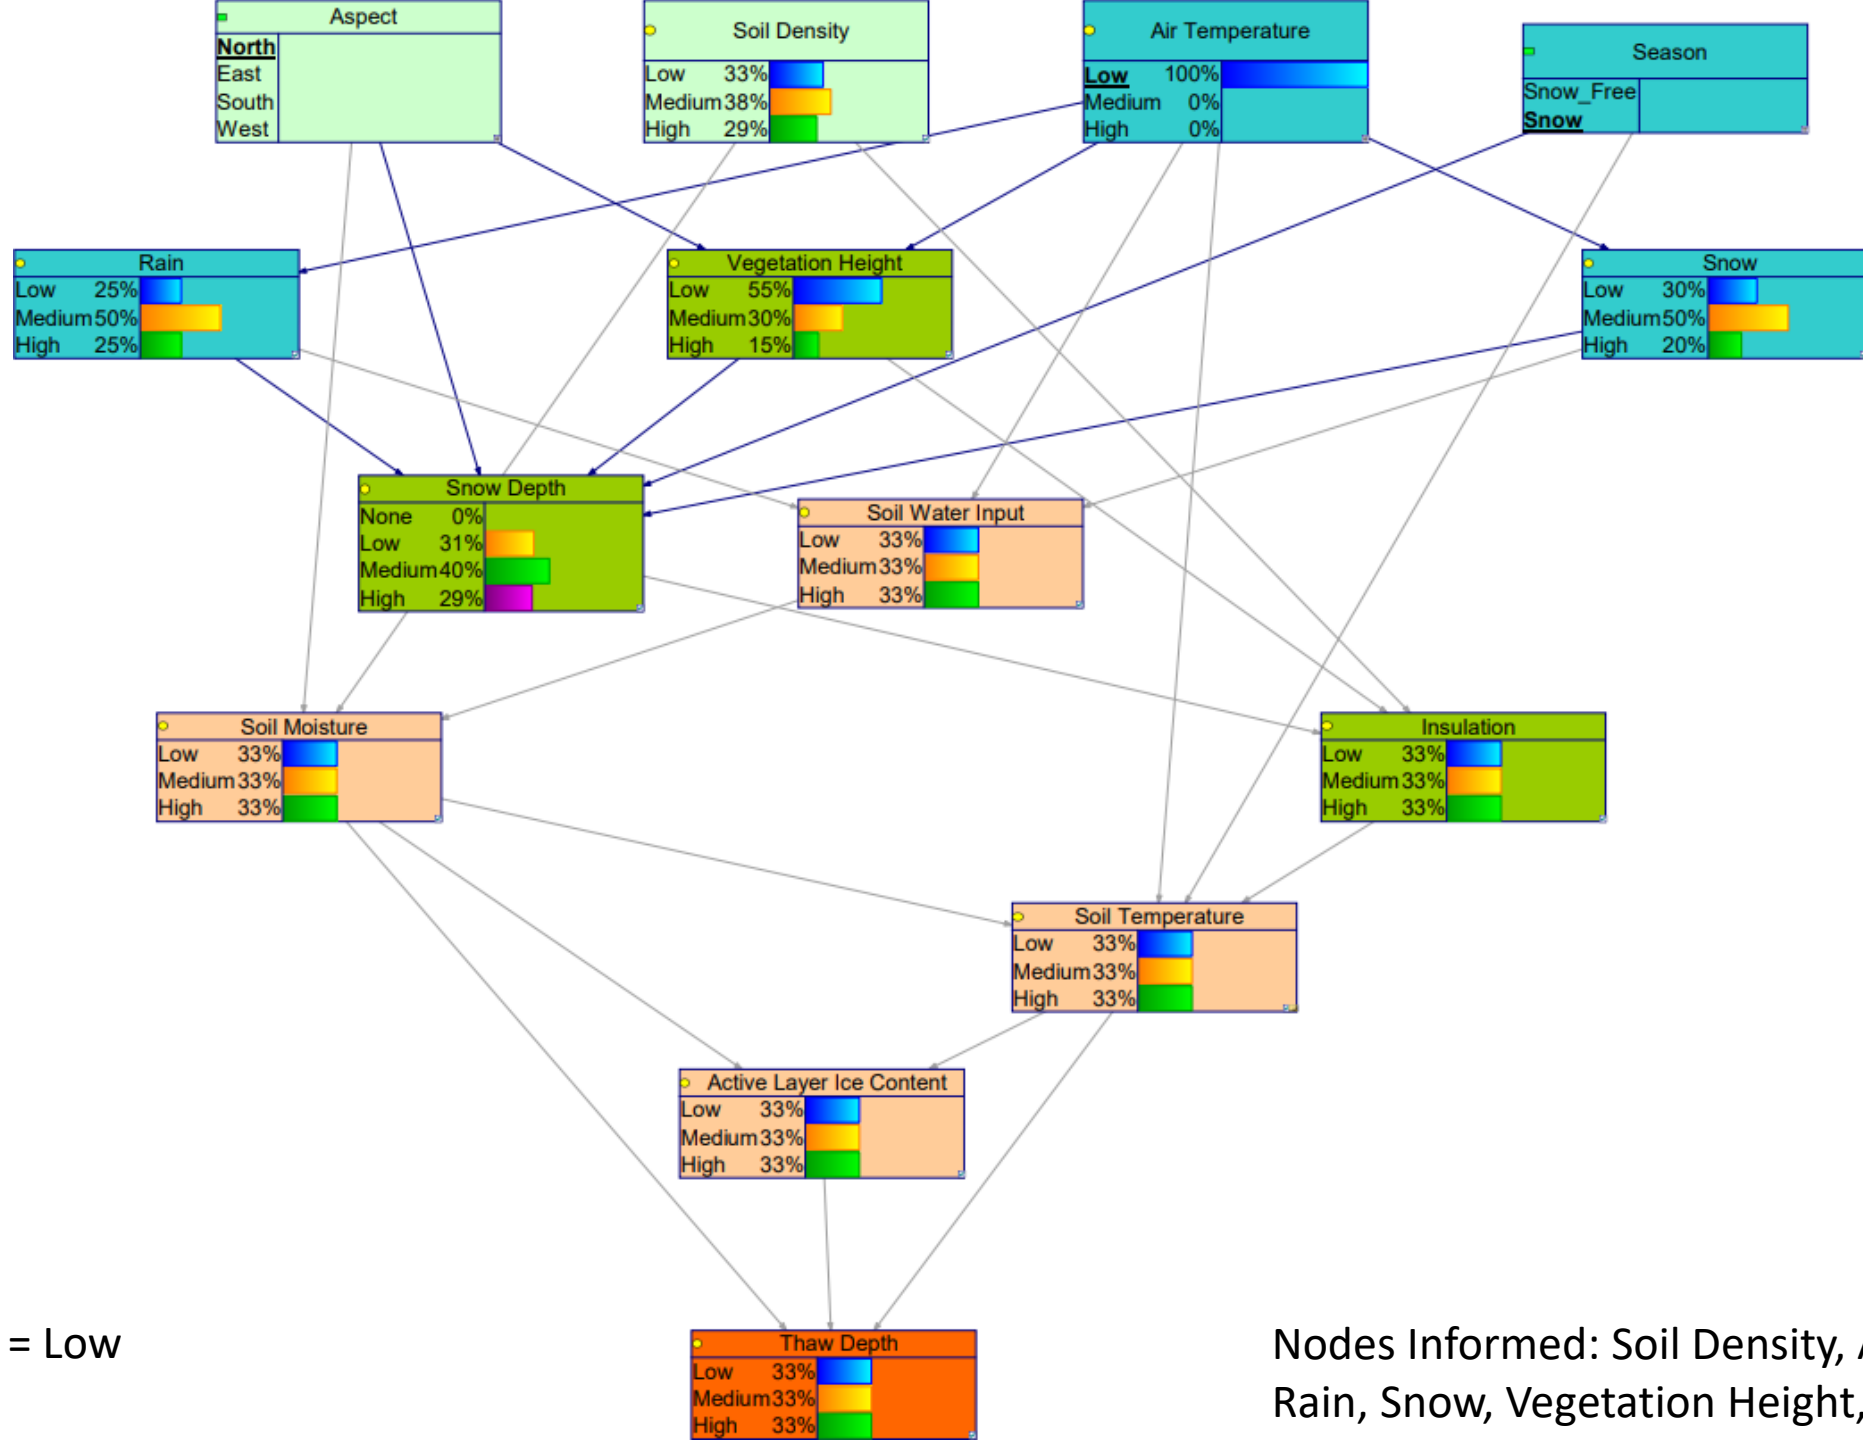 Aspect
North
East
South
West
Soil Density
Low 33%
Medium 38%
High 29%
Air Temperature
Low 100%
Medium 0%
High 0%
Season
Snow_Free
Snow
Rain
Low 25%
Medium 50%
High 25%
Vegetation Height
Low 55%
Medium 30%
High 15%
Snow
Low 30%
Medium 50%
High 20%
Snow Depth
None 0%
Low 31%
Medium 40%
High 29%
Soil Water Input
Low 33%
Medium 33%
High 33%
Soil Moisture
Low 33%
Medium 33%
High 33%
Insulation
Low 33%
Medium 33%
High 33%
Soil Temperature
Low 33%
Medium 33%
High 33%
Active Layer Ice Content
Low 33%
Medium 33%
High 33%
Thaw Depth
Low 33%
Medium 33%
High 33%
= Low
Nodes Informed: Soil Density,
Rain, Snow, Vegetation Height,